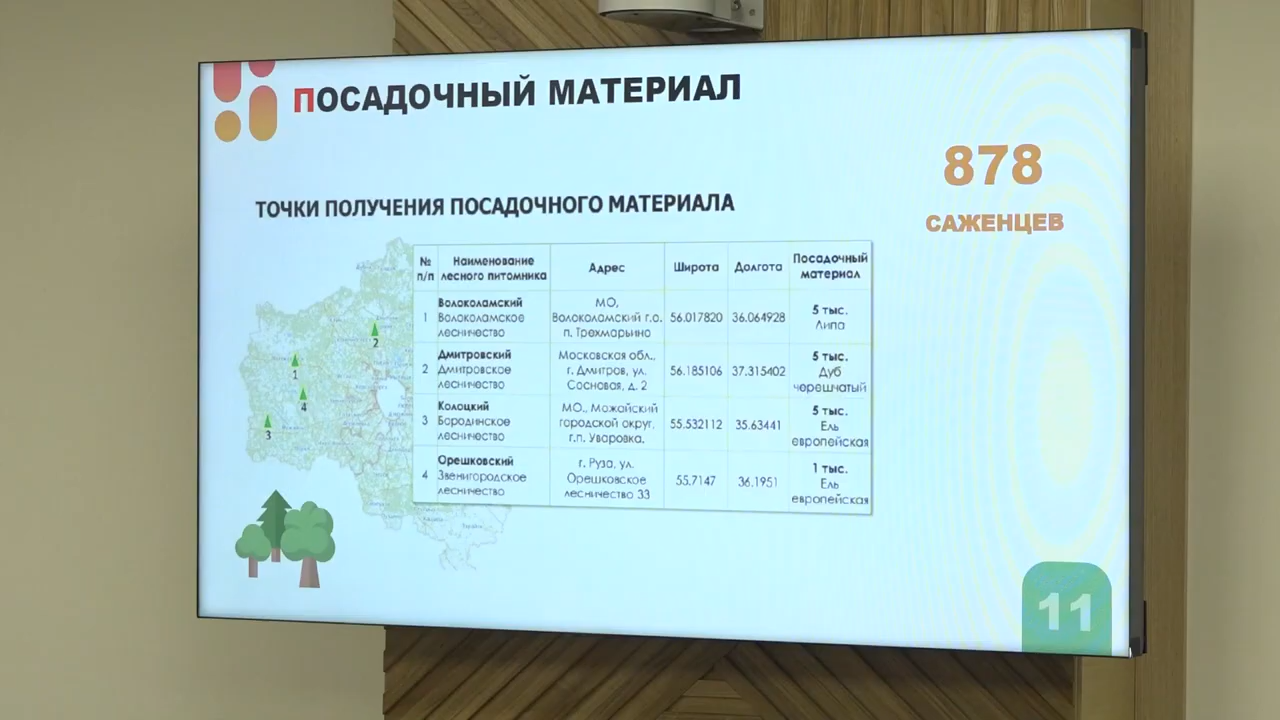 ПОСАДОЧНЫЙ МАТЕРИАЛ
878
САЖЕНЦЕВ
ТОЧКИ ПОЛУЧЕНИЯ ПОСАДОЧНОГО МАТЕРИАЛА
№ п/п Наименование лесного питомника Адрес Широта Долгота Посадочный материал
1 Волоколамский Волоколамское лесничество МО, Волоколамский г.о. п. Трехмарьино 56.017820 36.064928 5 тыс. Липа
2 Дмитровский Дмитровское лесничество Московская обл., г. Дмитров, ул. Сосновая, д. 2 56.185106 37.315402 5 тыс. Дуб черешчатый
3 Колоцкий Бородинское лесничество МО., Можайский городской округ, г.п. Уваровка, 55.532112 35.63441 5 тыс. Ель европейская
4 Орешковский Звенигородское лесничество г. Руза, ул. Орешковское лесничество 33 55.7147 36.1951 1 тыс. Ель европейская
2
1
4
3
11